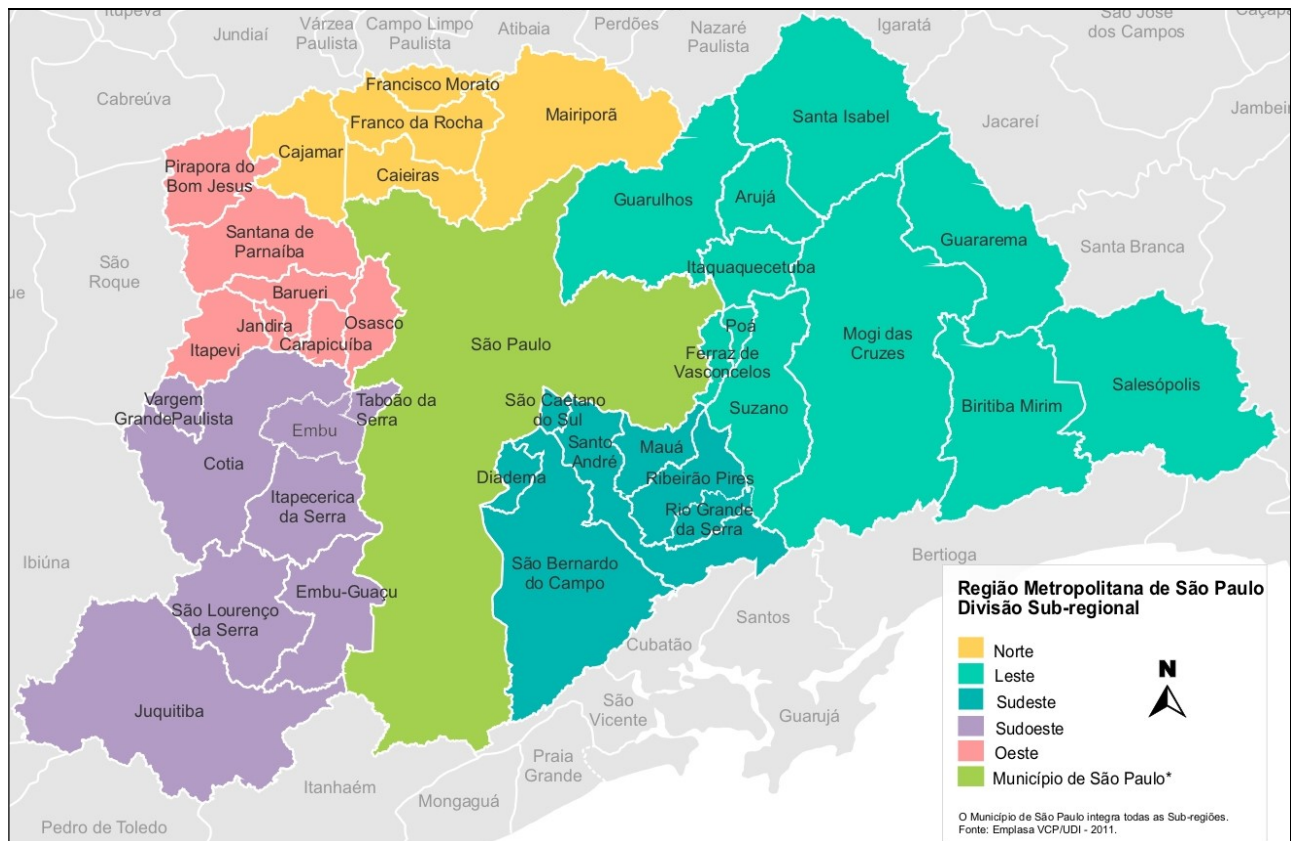 Itupeva
Jundiaí
Várzea
Paulista
Campo Limpo
Paulista
Atibaia
Perdões
Nazaré
Paulista
Igaratá
São José
dos Campos
Caçapa
Cabreúva
Francisco Morato
Mairiporã
Santa Isabel
Jambeir
Franco da Rocha
Jacareí
Cajamar
Pirapora do
Bom Jesus
Caieiras
Guarulhos
Arujá
Santana de
Parnaíba
Guararema
Santa Branca
São
Roque
Itaquaquecetuba
que
Barueri
Jandira
Osasco
Poá
Itapevi
Carapicuíba
São Paulo
Ferraz de
Vasconcelos
Mogi das
Cruzes
Salesópolis
Vargem
Grande Paulista
Taboão da
Serra
São Caetano
do Sul
Suzano
Biritiba Mirim
Embu
Santo
André
Mauá
Cotia
Diadema
Ribeirão Pires
Itapecerica
da Serra
Rio Grande
da Serra
Ibiúna
Bertioga
São Bernardo
do Campo
Embu-Guaçu
São Lourenço
da Serra
Santos
Cubatão
Juquitiba
São
Vicente
Guarujá
Praia
Grande
Itanhaém
Mongaguá
Pedro de Toledo
Região Metropolitana de São Paulo
Divisão Sub-regional
Norte
Leste
Sudeste
Sudoeste
Oeste
Município de São Paulo*
N
O Município de São Paulo integra todas as Sub-regiões.
Fonte: Emplasa VCP/UDI - 2011.